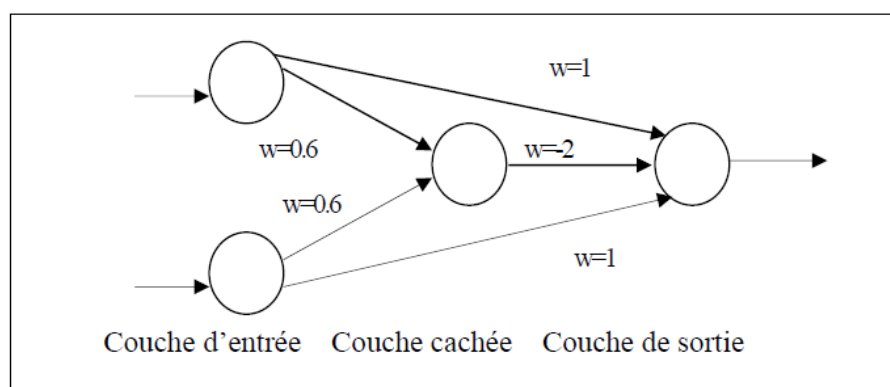 w=1
w=0.6
w=-2
w=0.6
w=1
Couche d'entrée Couche cachée Couche de sortie